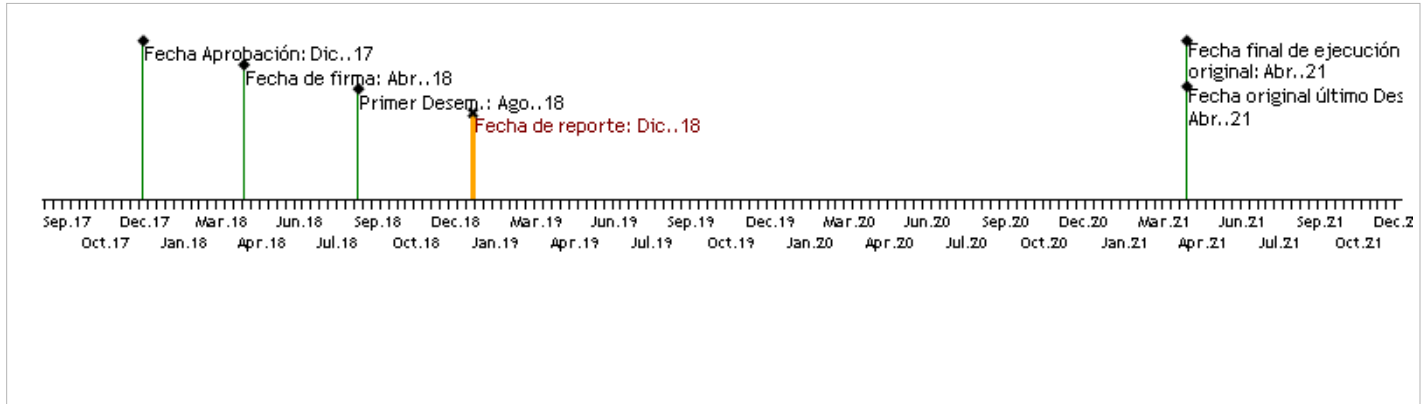 Fecha Aprobación: Dic..17
Fecha de firma: Abr..18
Primer Desem.: Ago..18
Fecha de reporte: Dic..18
Fecha final de ejecución
original: Abr..21
Fecha original último Des
Abr..21
Sep.17 Dec.17 Mar.18 Jun.18 Sep.18 Dec.18 Mar.19 Jun.19 Sep.19 Dec.19 Mar.20 Jun.20 Sep.20 Dec.20 Mar.21 Jun.21 Sep.21 Dec.2
Oct.17 Jan.18 Apr.18 Jul.18 Oct.18 Jan.19 Apr.19 Jul.19 Oct.19 Jan.20 Apr.20 Jul.20 Oct.20 Jan.21 Apr.21 Jul.21 Oct.21